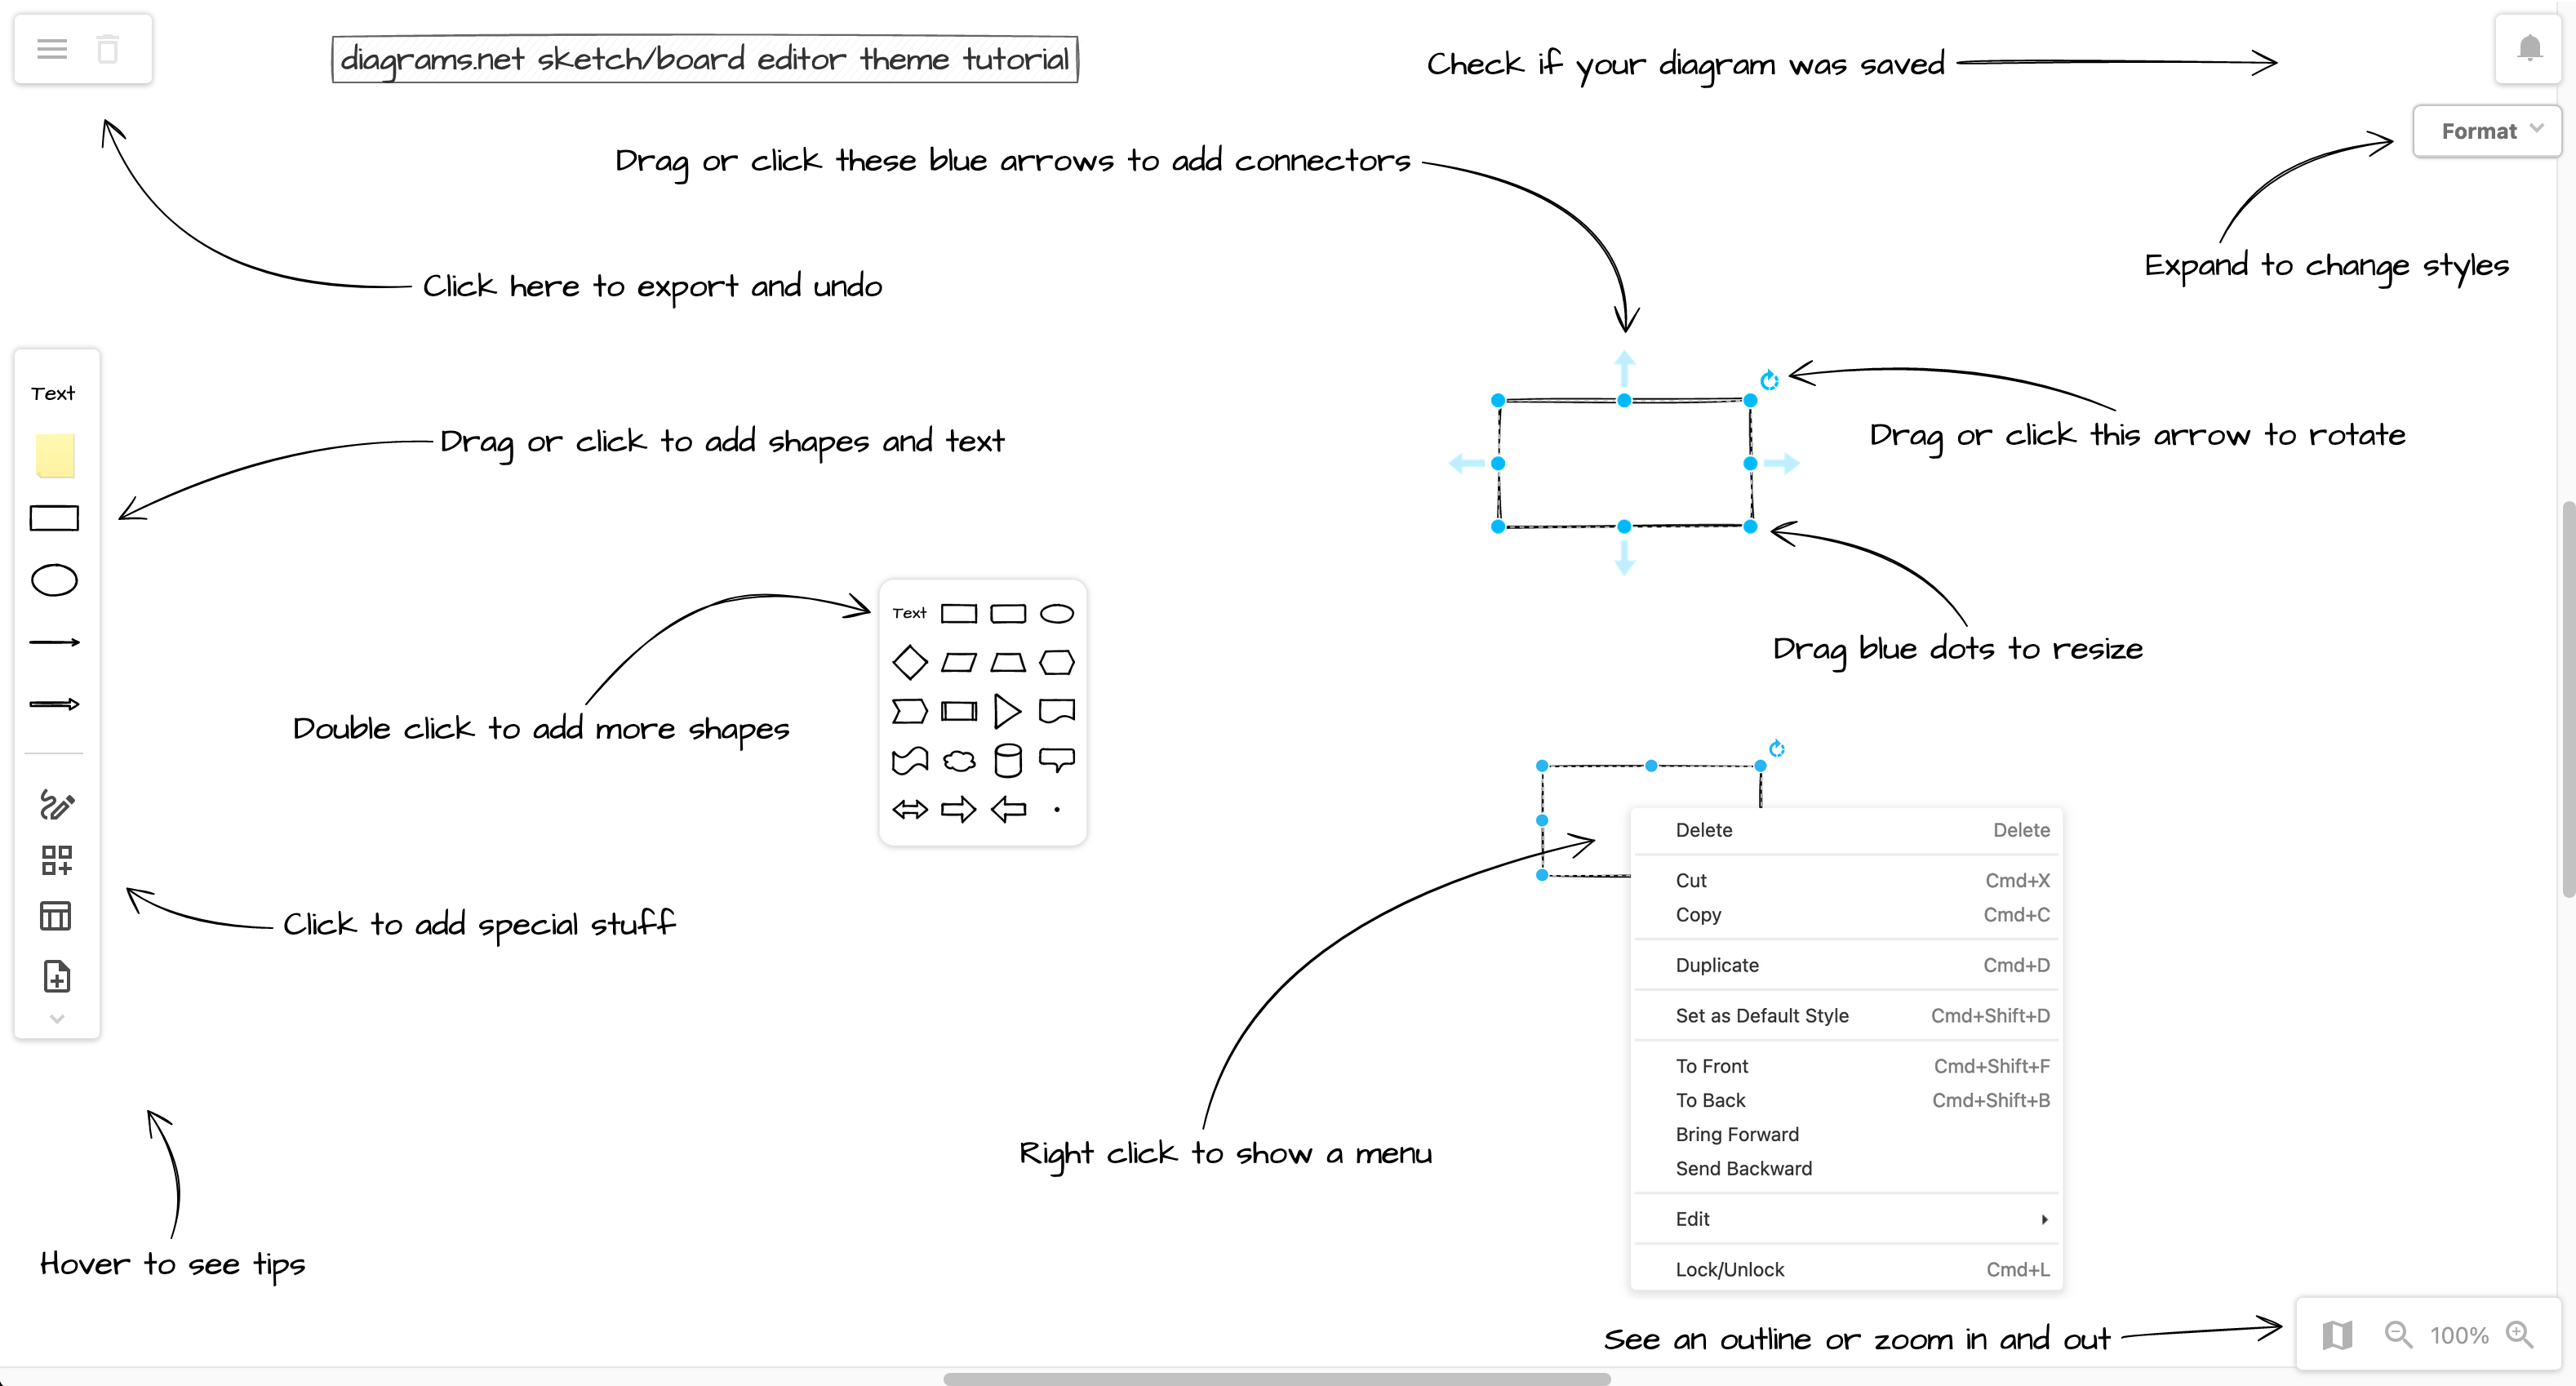 diagrams.net sketch/board editor theme tutorial
Check if your diagram was saved
Format
Drag or click these blue arrows to add connectors
Expand to change styles
Click here to export and undo
Text
Drag or click to add shapes and text
Drag or click this arrow to rotate
Text
Drag blue dots to resize
Double click to add more shapes
Click to add special stuff
Delete Delete
Cut Cmd+X
Copy Cmd+C
Duplicate Cmd+D
Set as Default Style Cmd+Shift+D
To Front Cmd+Shift+F
To Back Cmd+Shift+B
Bring Forward
Send Backward
Edit
Lock/Unlock Cmd+L
Right click to show a menu
Hover to see tips
See an outline or zoom in and out
100%